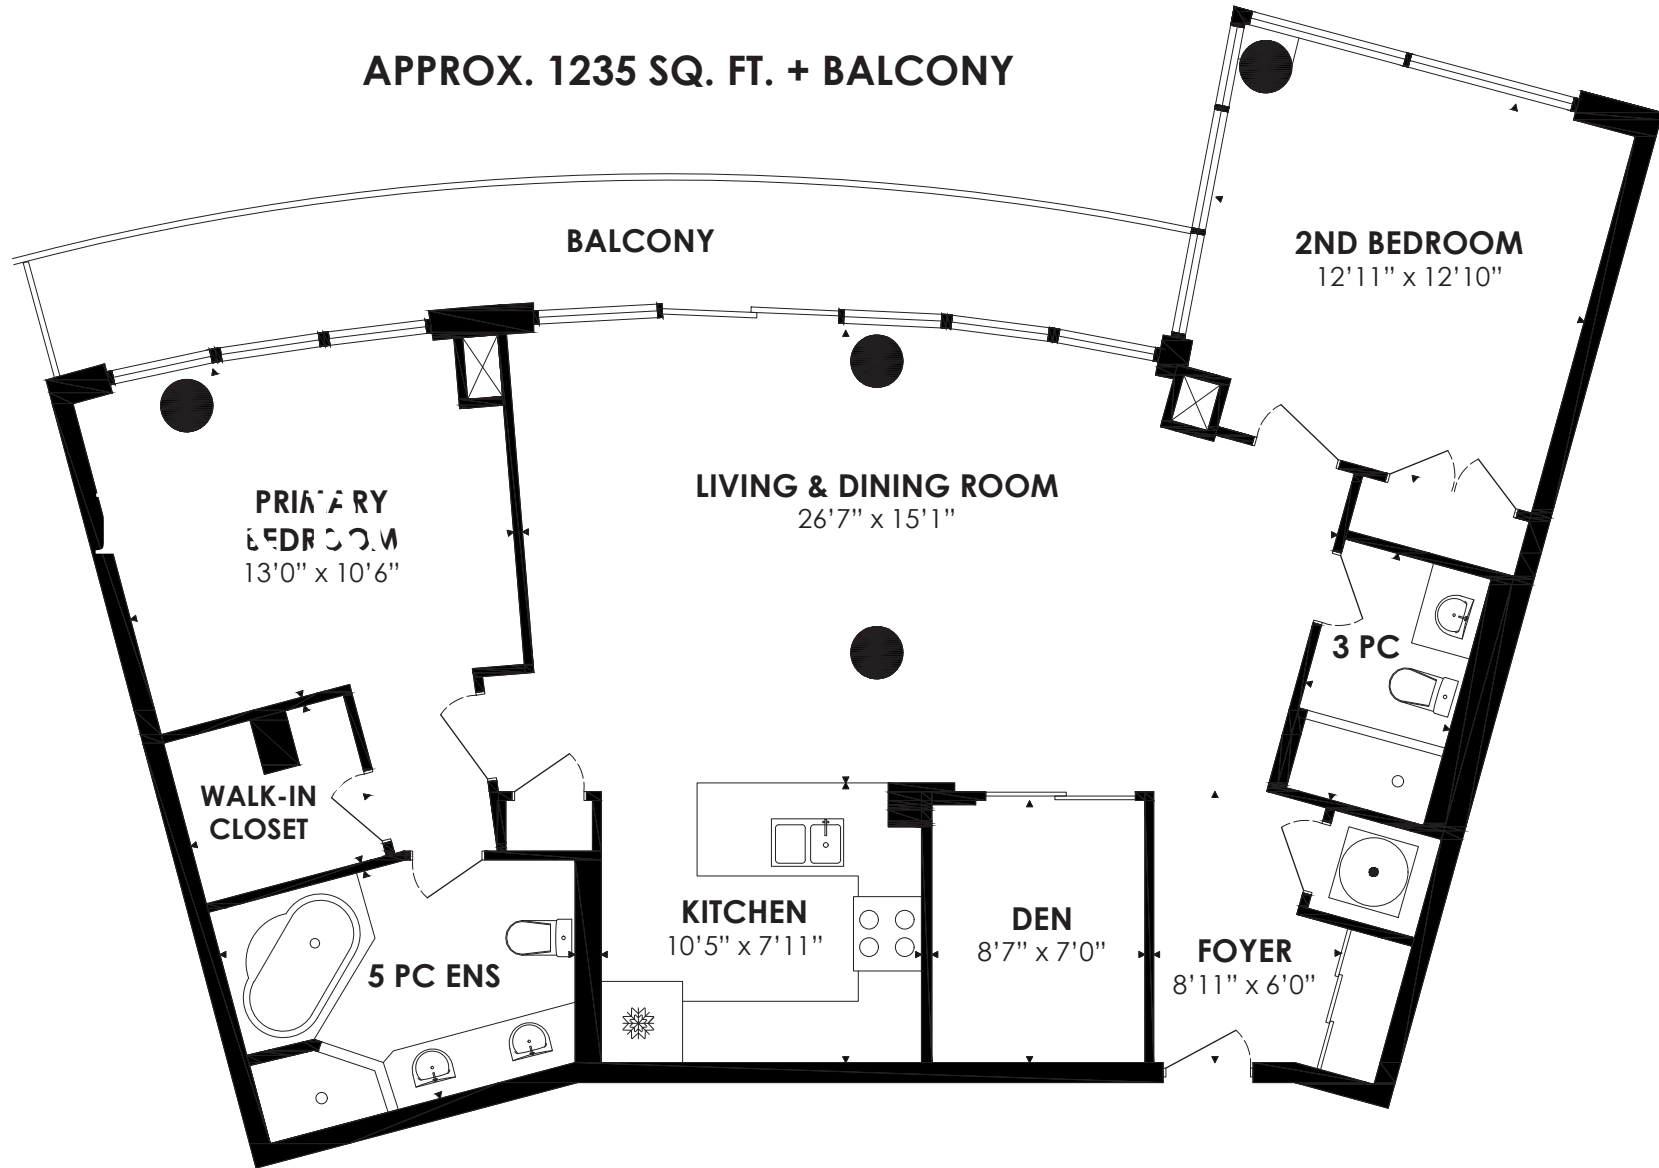 APPROX. 1235 SQ. FT. + BALCONY
BALCONY
2ND BEDROOM
12'11" x 12'10"
LIVING & DINING ROOM
26'7" x 15'1"
PRIMARY
BEDROOM
13'0" x 10'6"
3 PC
WALK-IN
CLOSET
KITCHEN
10'5" x 7'11"
DEN
8'7" x 7'0"
FOYER
8'11" x 6'0"
5 PC ENS